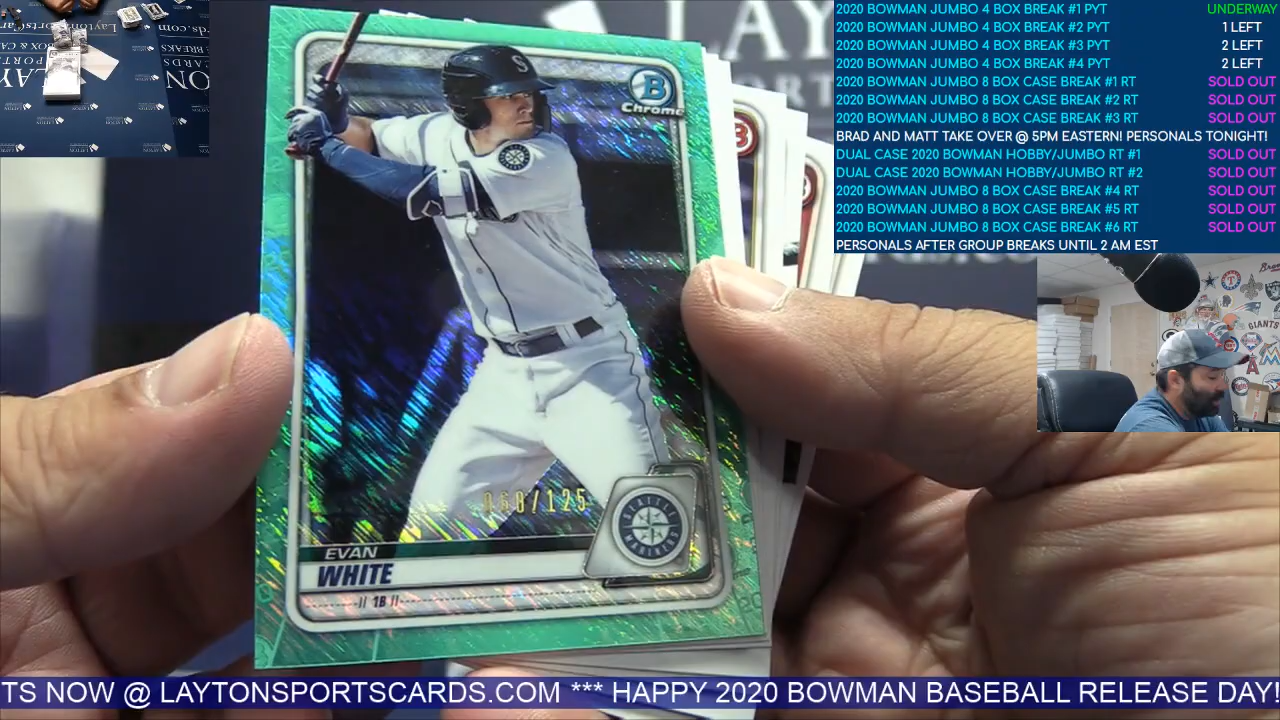 2020 BOWMAN JUMBO 4 BOX BREAK #1 PYT UNDERWAY
2020 BOWMAN JUMBO 4 BOX BREAK #2 PYT 1 LEFT
2020 BOWMAN JUMBO 4 BOX BREAK #3 PYT 2 LEFT
2020 BOWMAN JUMBO 4 BOX BREAK #4 PYT 2 LEFT
2020 BOWMAN JUMBO 8 BOX CASE BREAK #1 RT SOLD OUT
2020 BOWMAN JUMBO 8 BOX CASE BREAK #2 RT SOLD OUT
2020 BOWMAN JUMBO 8 BOX CASE BREAK #3 RT SOLD OUT
BRAD AND MATT TAKE OVER @ 5PM EASTERN! PERSONALS TONIGHT!
DUAL CASE 2020 BOWMAN HOBBY/JUMBO RT #1 SOLD OUT
DUAL CASE 2020 BOWMAN HOBBY/JUMBO RT #2 SOLD OUT
2020 BOWMAN JUMBO 8 BOX CASE BREAK #4 RT SOLD OUT
2020 BOWMAN JUMBO 8 BOX CASE BREAK #5 RT SOLD OUT
2020 BOWMAN JUMBO 8 BOX CASE BREAK #6 RT SOLD OUT
PERSONALS AFTER GROUP BREAKS UNTIL 2 AM EST
LAY
S
B
Chrome
/125
SEATTLE
MARINERS
EVAN
WHITE
1B
GIANTS
TS NOW @ LAYTONSPORTSCARDS.COM *** HAPPY 2020 BOWMAN BASEBALL RELEASE DAY!